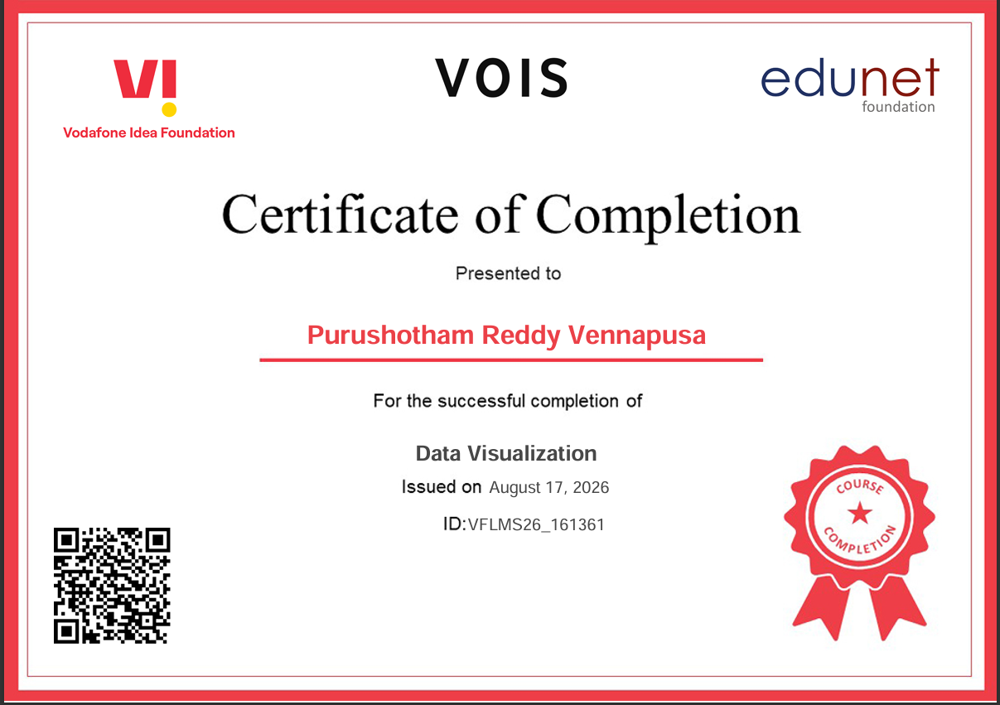 VI
Vodafone Idea Foundation
VOIS
edunet
foundation
Certificate of Completion
Presented to
Purushotham Reddy Vennapusa
For the successful completion of
Data Visualization
Issued on August 17, 2026
ID:VFLMS26_161361
COURSE
COMPLETION